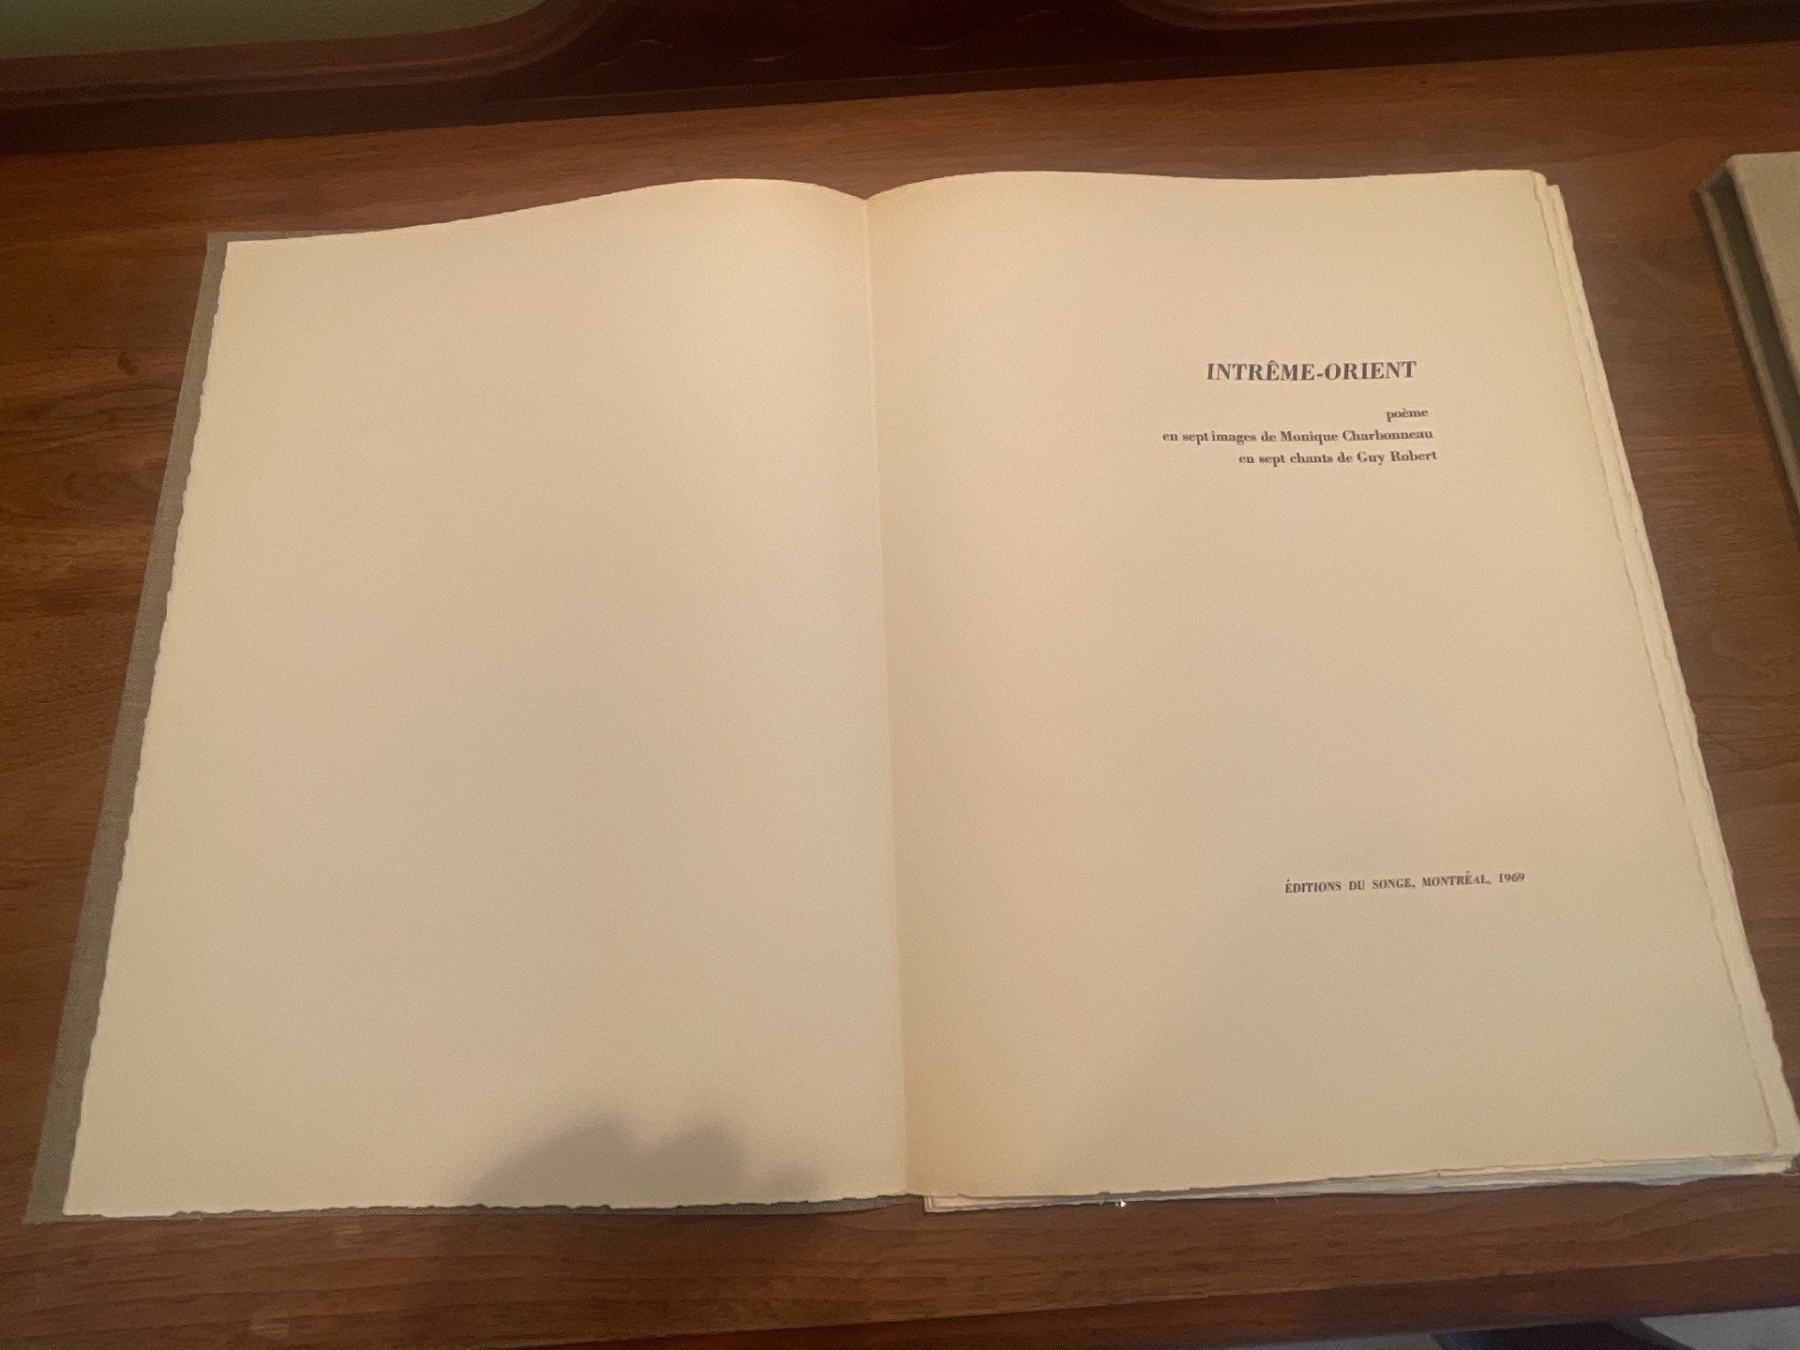 INTRÊME-ORIENT
poème
en sept images de Monique Charbonneau
en sept chants de Guy Robert
ÉDITIONS DU SONGE, MONTRÉAL, 1969